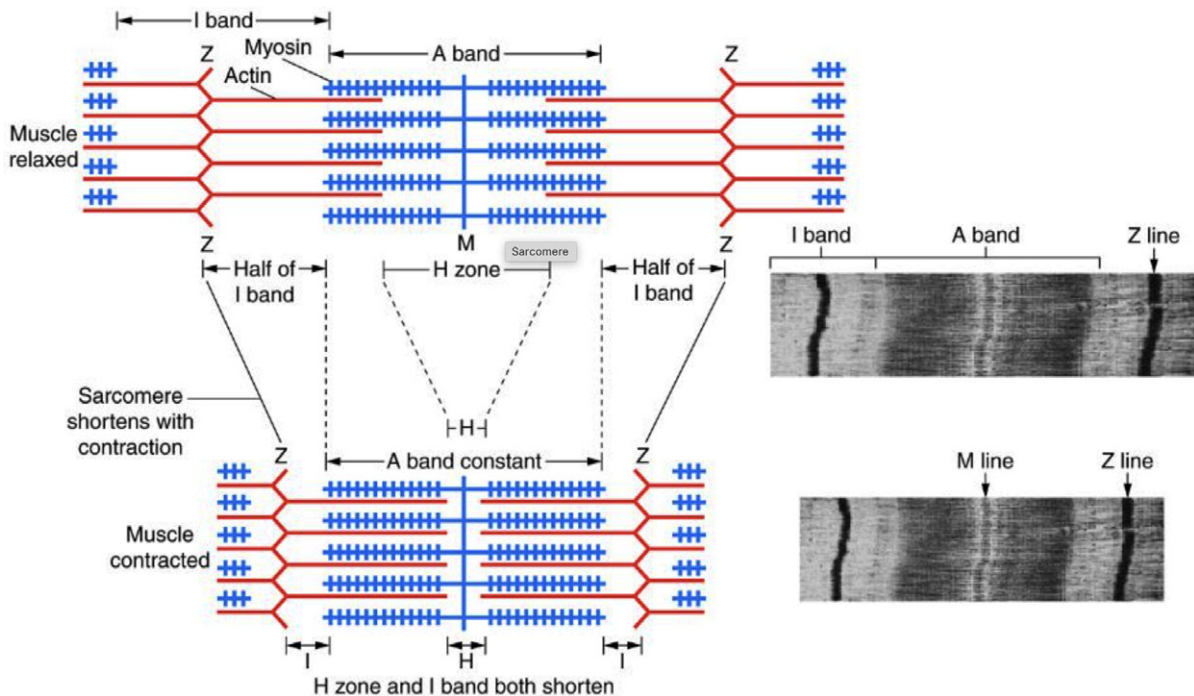 I band
Z
Myosin
A band
Z
Actin
Muscle
relaxed
Z
M
Z
Sarcomere
Half of
I band
H zone
Half of
I band
I band
A band
Z line
Sarcomere
shortens with
contraction
H
Z
A band constant
Z
M line
Z line
Muscle
contracted
I
H
I
H zone and I band both shorten